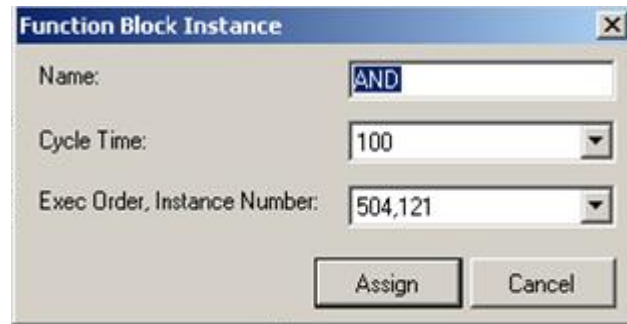 Function Block Instance
Name: AND
Cycle Time: 100
Exec Order, Instance Number: 504,121
Assign Cancel